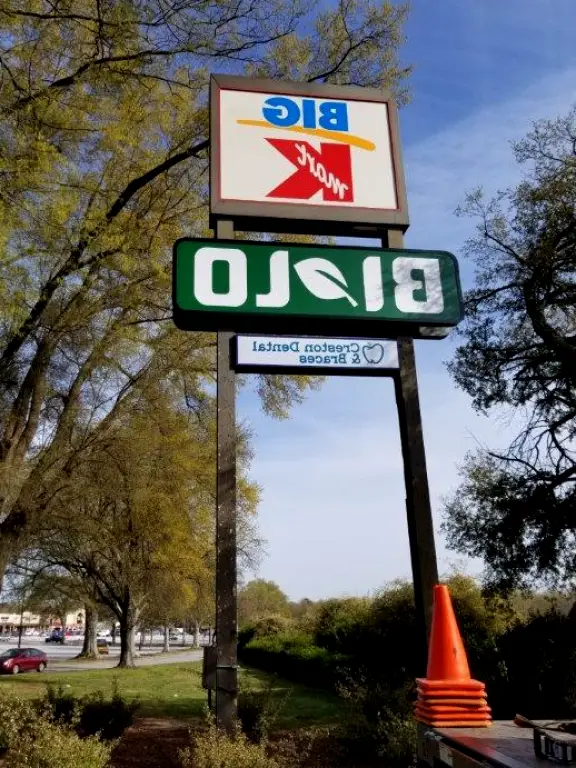 BIG
Kmart
BI LO
Creston Dental
& Braces